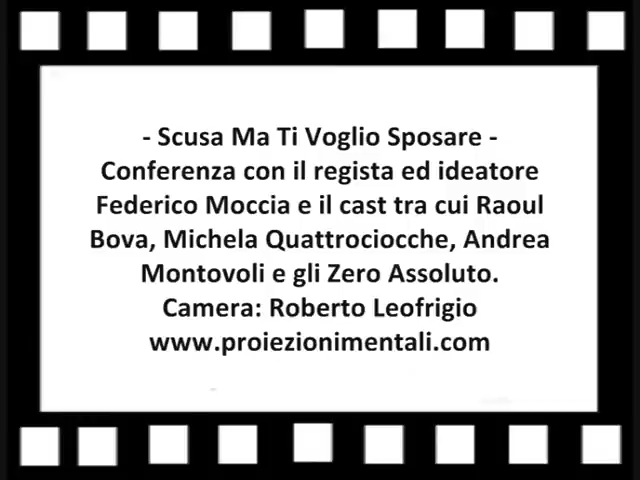 - Scusa Ma Ti Voglio Sposare -
Conferenza con il regista ed ideatore
Federico Moccia e il cast tra cui Raoul
Bova, Michela Quattrociocche, Andrea
Montovoli e gli Zero Assoluto.
Camera: Roberto Leofrigio
www.proiezionimentali.com